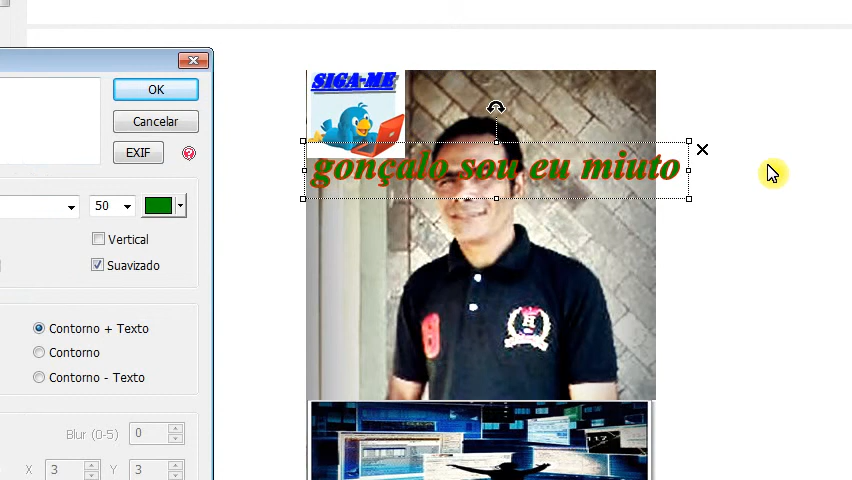 OK
Cancelar
EXIF
50
Vertical
Suavizado
Contorno + Texto
Contorno
Contorno - Texto
Blur (0-5)
0
X 3 Y 3
SIGA-ME
gonçalo sou eu miuto
8
H